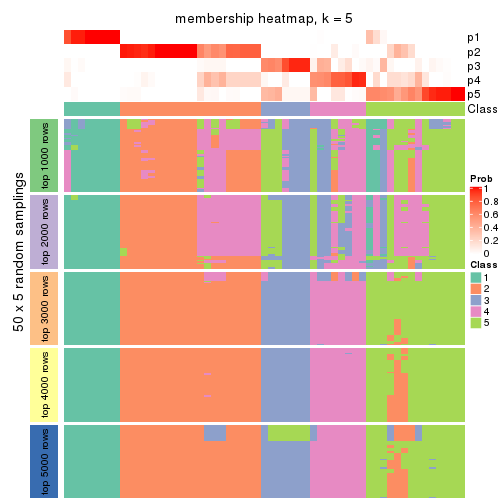 membership heatmap, k = 5
p1
p2
p3
p4
p5
Class
50 x 5 random samplings
top 1000 rows
top 2000 rows
top 3000 rows
top 4000 rows
top 5000 rows
Prob
1
0.8
0.6
0.4
0.2
0
Class
1
2
3
4
5